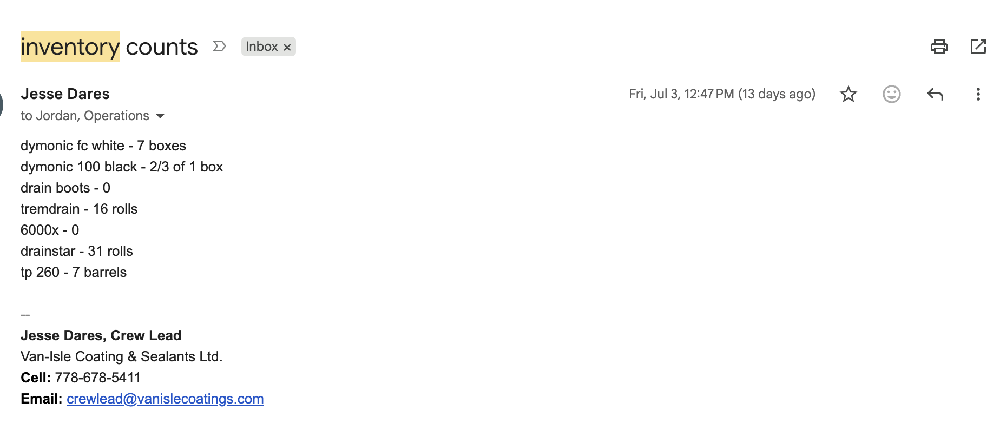 inventory counts
Inbox ×
Jesse Dares
Fri, Jul 3, 12:47 PM (13 days ago)
to Jordan, Operations
dymonic fc white - 7 boxes
dymonic 100 black - 2/3 of 1 box
drain boots - 0
tremdrain - 16 rolls
6000x - 0
drainstar - 31 rolls
tp 260 - 7 barrels
--
Jesse Dares, Crew Lead
Van-Isle Coating & Sealants Ltd.
Cell: 778-678-5411
Email: crewlead@vanislecoatings.com